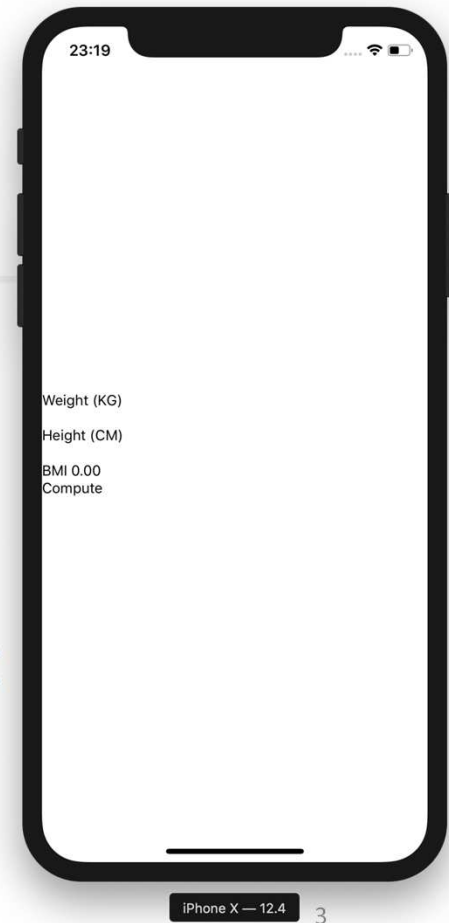 23:19
Weight (KG)
Height (CM)
BMI 0.00
Compute
iPhone X — 12.4
3